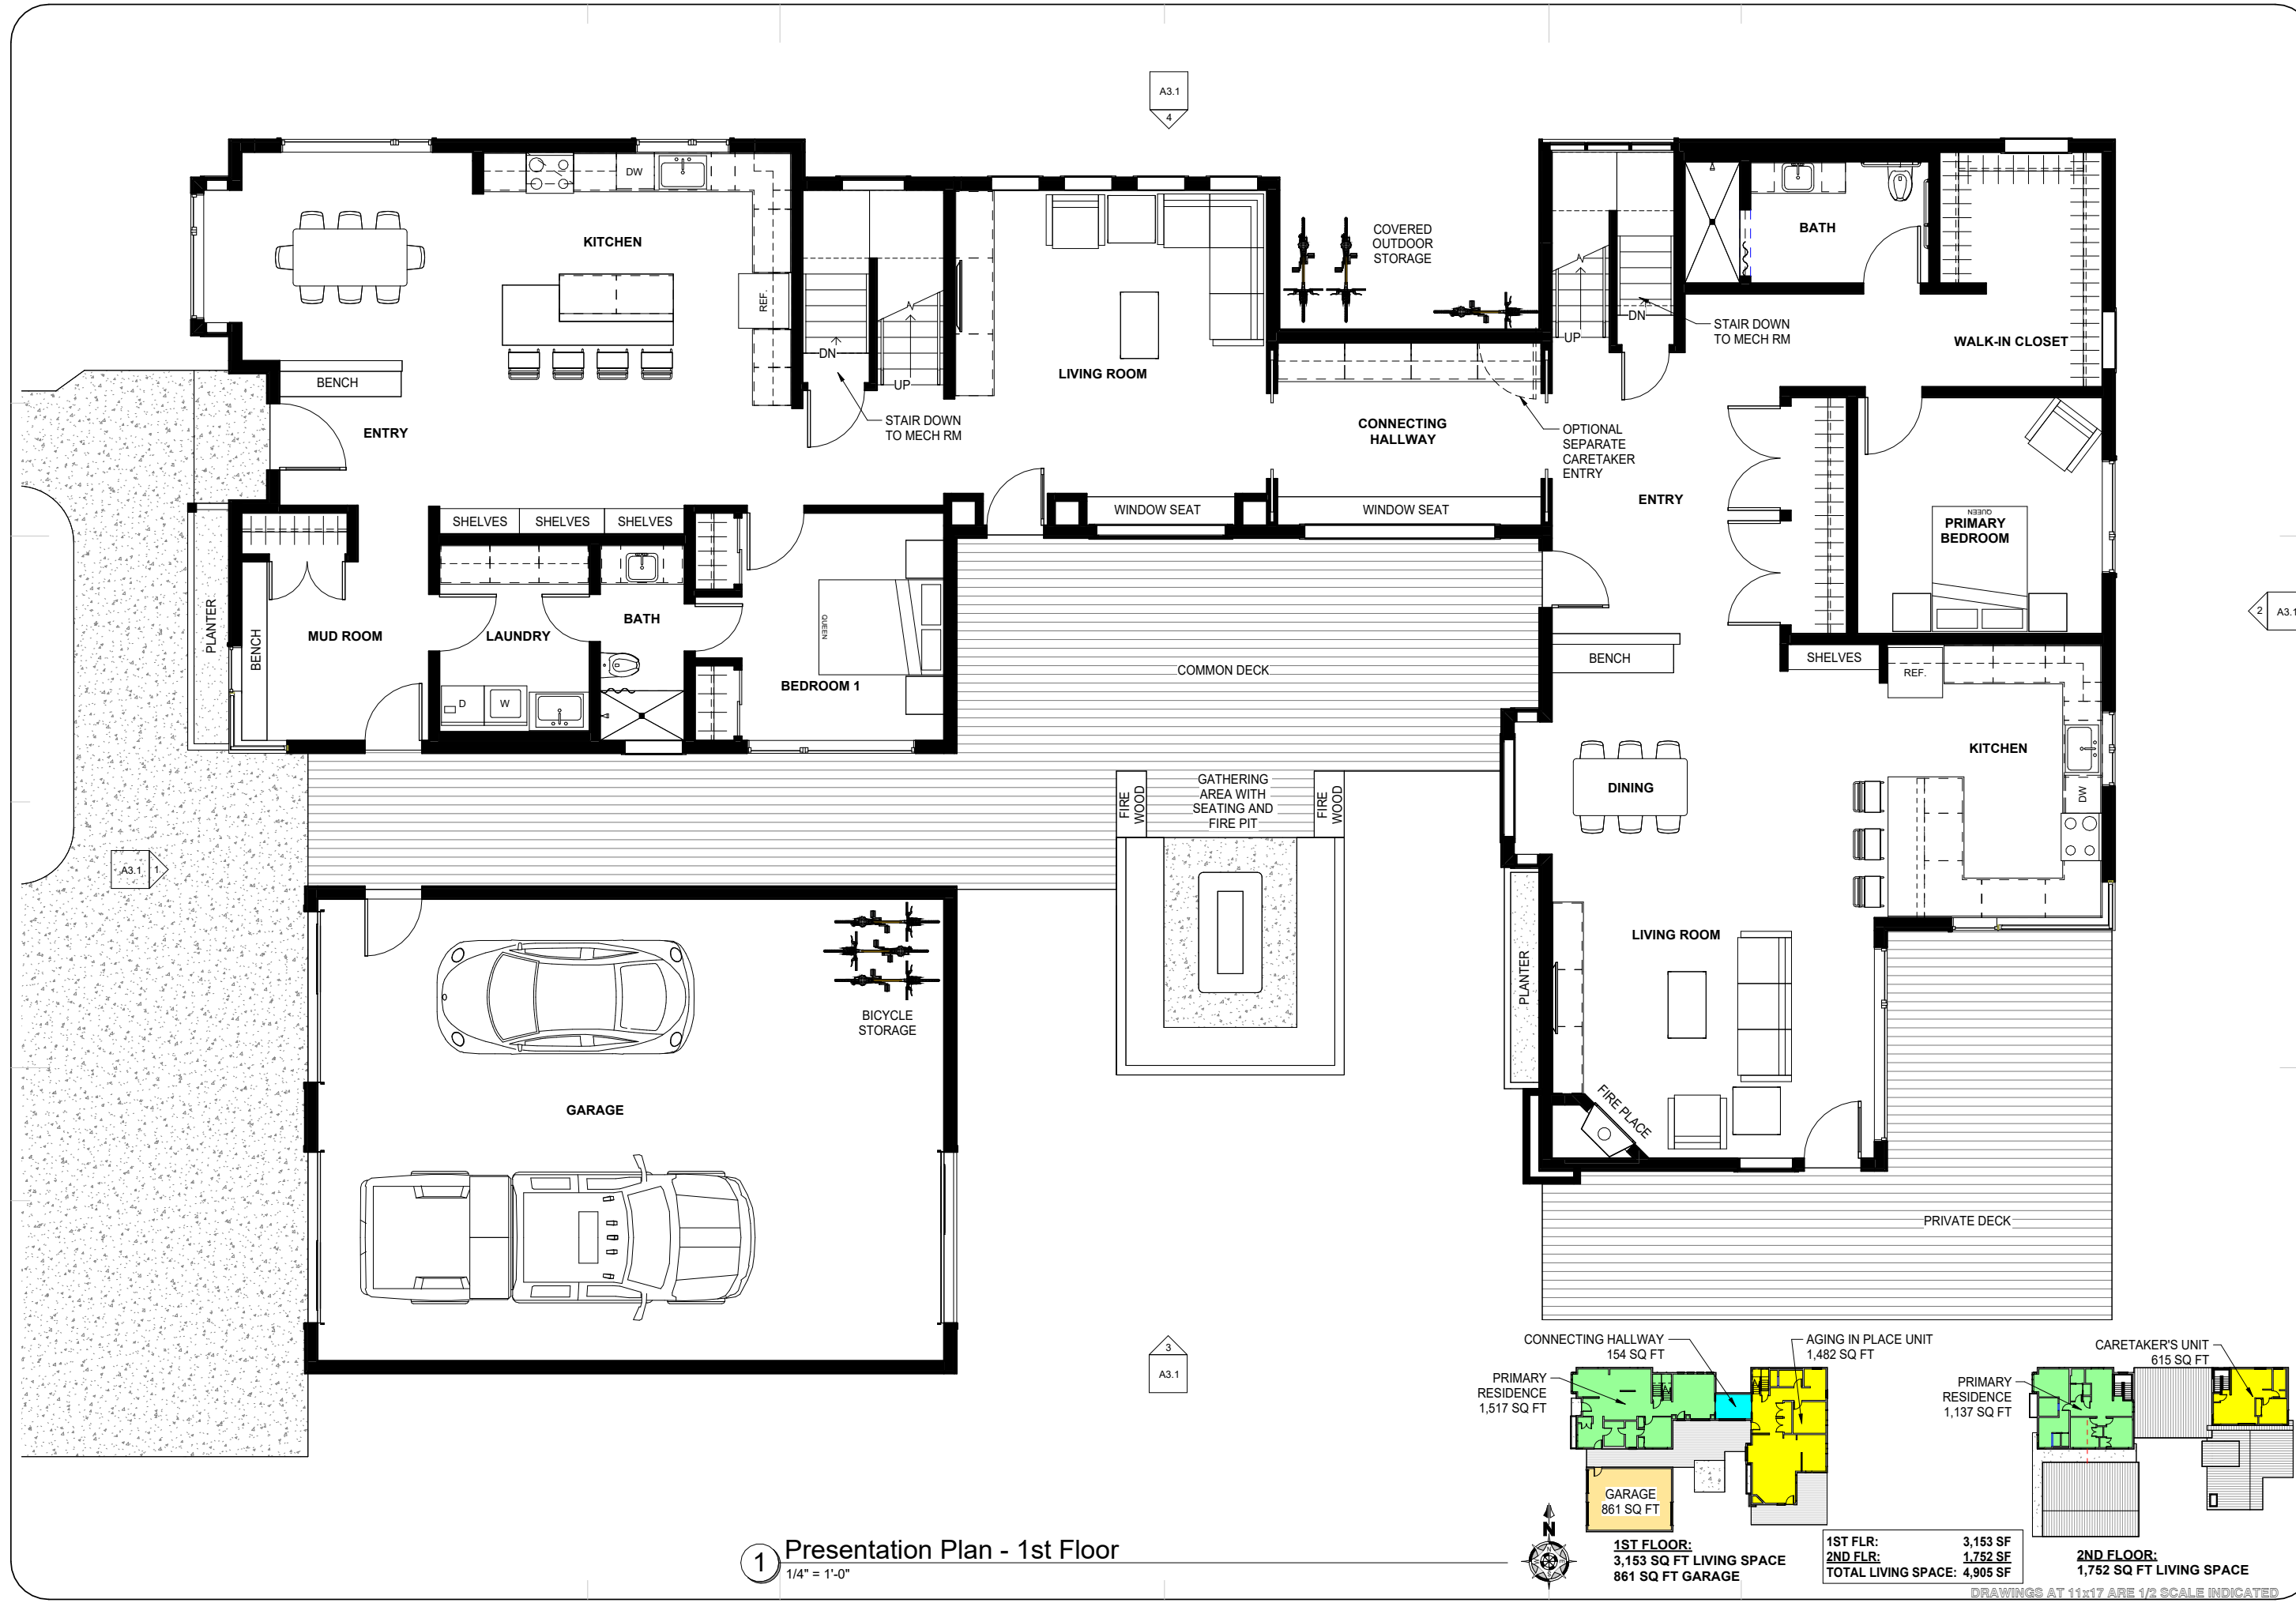 A3.1
4
DW
KITCHEN
REF.
BENCH
ENTRY
DN
UP
STAIR DOWN
TO MECH RM
LIVING ROOM
COVERED
OUTDOOR
STORAGE
CONNECTING
HALLWAY
OPTIONAL
SEPARATE
CARETAKER
ENTRY
UP
DN
STAIR DOWN
TO MECH RM
BATH
WALK-IN CLOSET
ENTRY
QUEEN
PRIMARY
BEDROOM
SHELVES
SHELVES
SHELVES
WINDOW SEAT
WINDOW SEAT
PLANTER
BENCH
MUD ROOM
LAUNDRY
BATH
D
W
QUEEN
BEDROOM 1
COMMON DECK
BENCH
SHELVES
REF.
2
A3.1
KITCHEN
DW
DINING
GATHERING
AREA WITH
SEATING AND
FIRE PIT
FIRE
WOOD
FIRE
WOOD
A3.1
1
LIVING ROOM
PLANTER
FIRE PLACE
BICYCLE
STORAGE
GARAGE
PRIVATE DECK
3
A3.1
CONNECTING HALLWAY
154 SQ FT
AGING IN PLACE UNIT
1,482 SQ FT
PRIMARY
RESIDENCE
1,517 SQ FT
GARAGE
861 SQ FT
CARETAKER'S UNIT
615 SQ FT
PRIMARY
RESIDENCE
1,137 SQ FT
1
Presentation Plan - 1st Floor
1/4" = 1'-0"
N
1ST FLOOR:
3,153 SQ FT LIVING SPACE
861 SQ FT GARAGE
1ST FLR: 3,153 SF
2ND FLR: 1,752 SF
TOTAL LIVING SPACE: 4,905 SF
2ND FLOOR:
1,752 SQ FT LIVING SPACE
DRAWINGS AT 11x17 ARE 1/2 SCALE INDICATED